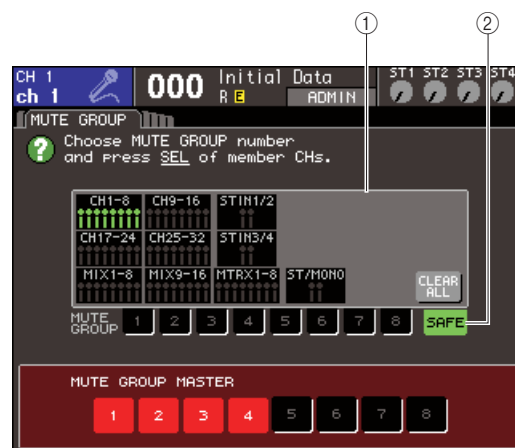 ① ②
CH 1 000 Initial Data ST1 ST2 ST3 ST4
ch 1 R E ADMIN
MUTE GROUP
? Choose MUTE GROUP number
and press SEL of member CHs.
CH1-8 CH9-16 STIN1/2
CH17-24 CH25-32 STIN3/4
MIX1-8 MIX9-16 MTRX1-8 ST/MONO
CLEAR
ALL
MUTE
GROUP 1 2 3 4 5 6 7 8 SAFE
MUTE GROUP MASTER
1 2 3 4 5 6 7 8